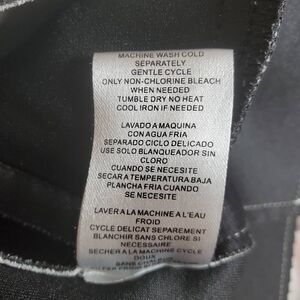 MACHINE WASH COLD
SEPARATELY
GENTLE CYCLE
ONLY NON-CHLORINE BLEACH
WHEN NEEDED
TUMBLE DRY NO HEAT
COOL IRON IF NEEDED
LAVADO A MAQUINA
CON AGUA FRIA
SEPARADO CICLO DELICADO
USE SOLO BLANQUEADOR SIN
CLORO
CUANDO SE NECESITE
SECAR A TEMPERATURA BAJA
PLANCHA FRIA CUANDO
SE NECESITE
LAVER A LA MACHINE A L'EAU
FROID
CYCLE DELICAT SEPAREMENT
BLANCHIR SANS CHLORE SI
NECESSAIRE
SECHER A LA MACHINE CYCLE
DOUX
SANS
FROID